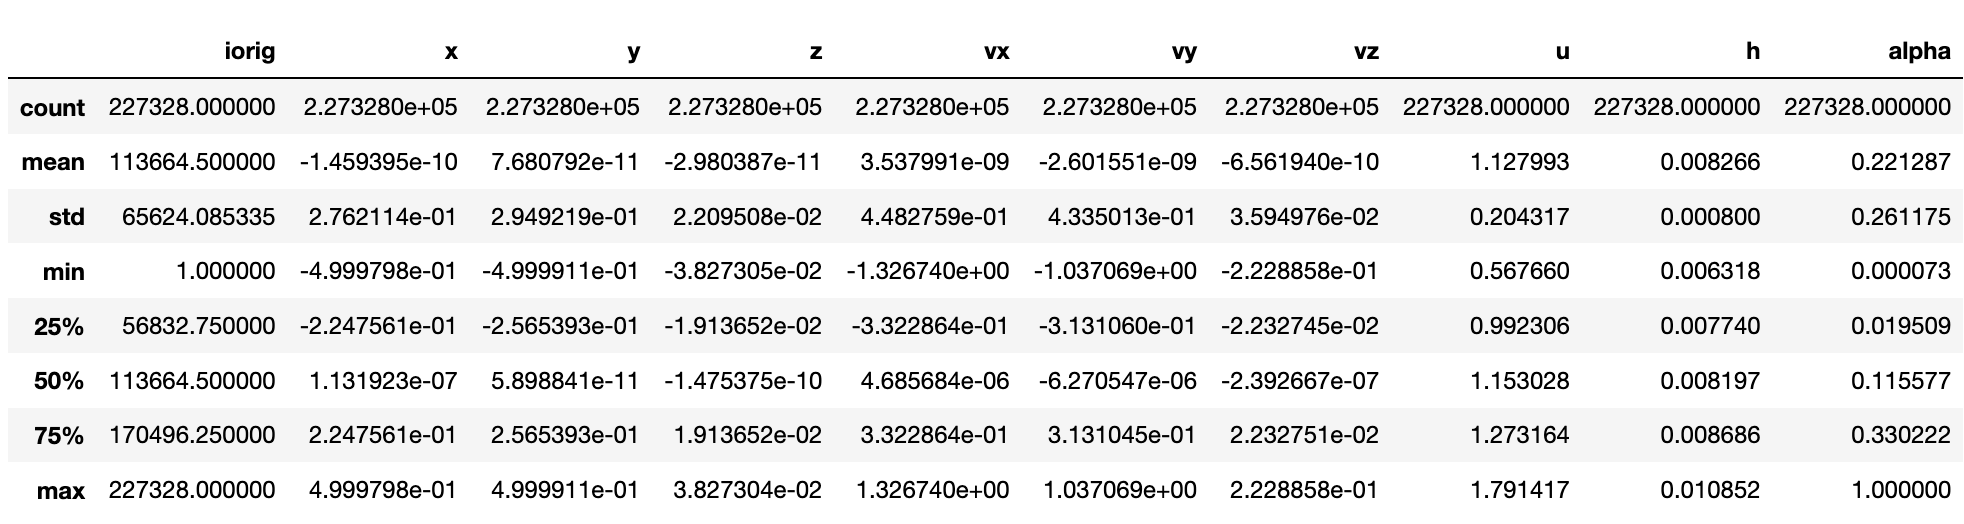 iorig x y z vx vy vz u h alpha
count 227328.000000 2.273280e+05 2.273280e+05 2.273280e+05 2.273280e+05 2.273280e+05 2.273280e+05 227328.000000 227328.000000 227328.000000
mean 113664.500000 -1.459395e-10 7.680792e-11 -2.980387e-11 3.537991e-09 -2.601551e-09 -6.561940e-10 1.127993 0.008266 0.221287
std 65624.085335 2.762114e-01 2.949219e-01 2.209508e-02 4.482759e-01 4.335013e-01 3.594976e-02 0.204317 0.000800 0.261175
min 1.000000 -4.999798e-01 -4.999911e-01 -3.827305e-02 -1.326740e+00 -1.037069e+00 -2.228858e-01 0.567660 0.006318 0.000073
25% 56832.750000 -2.247561e-01 -2.565393e-01 -1.913652e-02 -3.322864e-01 -3.131060e-01 -2.232745e-02 0.992306 0.007740 0.019509
50% 113664.500000 1.131923e-07 5.898841e-11 -1.475375e-10 4.685684e-06 -6.270547e-06 -2.392667e-07 1.153028 0.008197 0.115577
75% 170496.250000 2.247561e-01 2.565393e-01 1.913652e-02 3.322864e-01 3.131045e-01 2.232751e-02 1.273164 0.008686 0.330222
max 227328.000000 4.999798e-01 4.999911e-01 3.827304e-02 1.326740e+00 1.037069e+00 2.228858e-01 1.791417 0.010852 1.000000